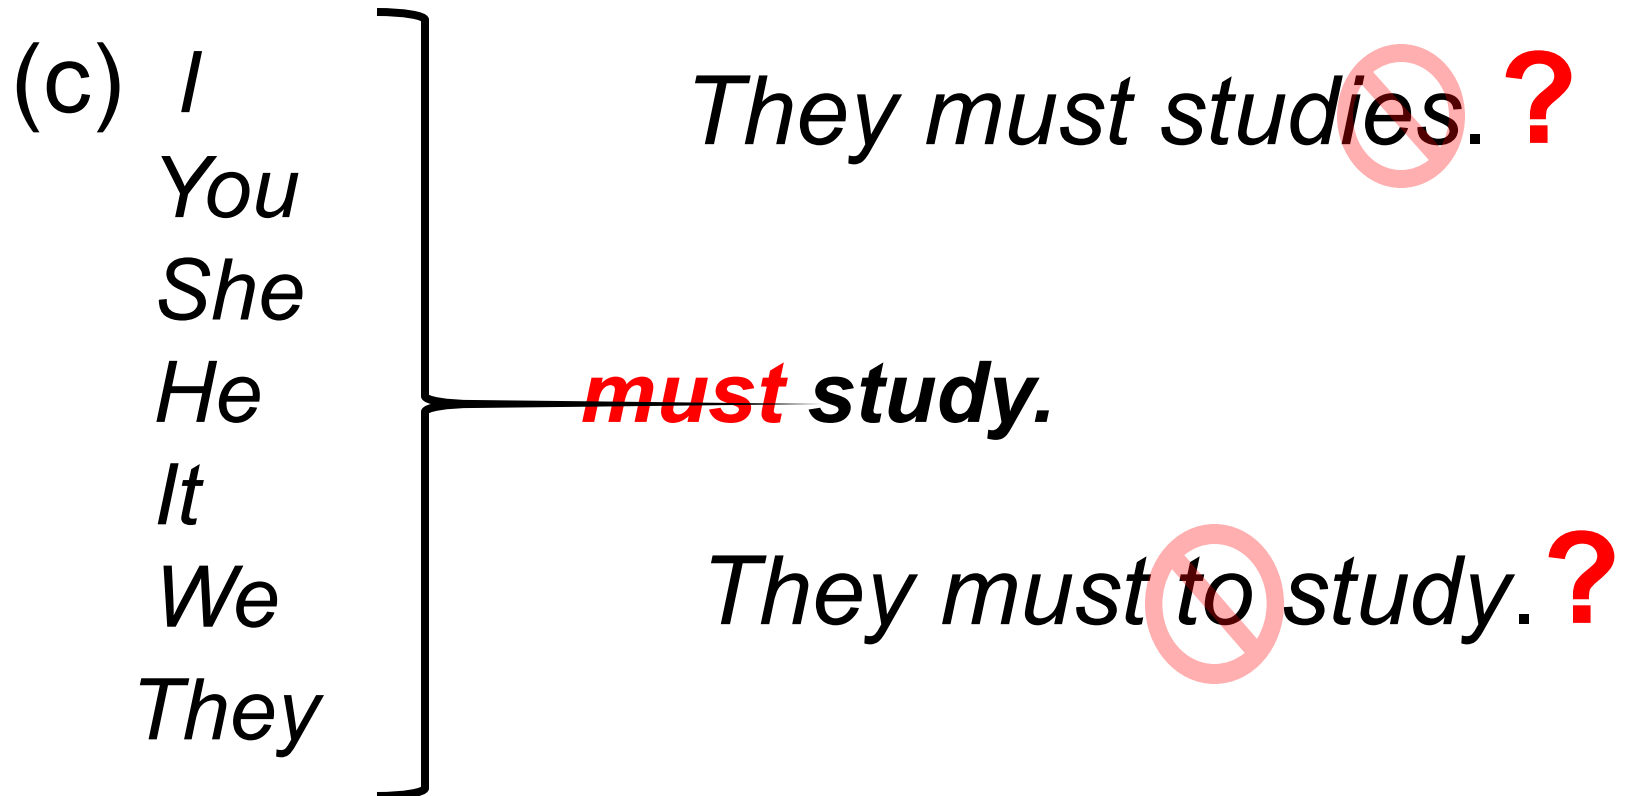 (c) I
You
She
He
It
We
They
They must studies. ?
must study.
They must to study. ?